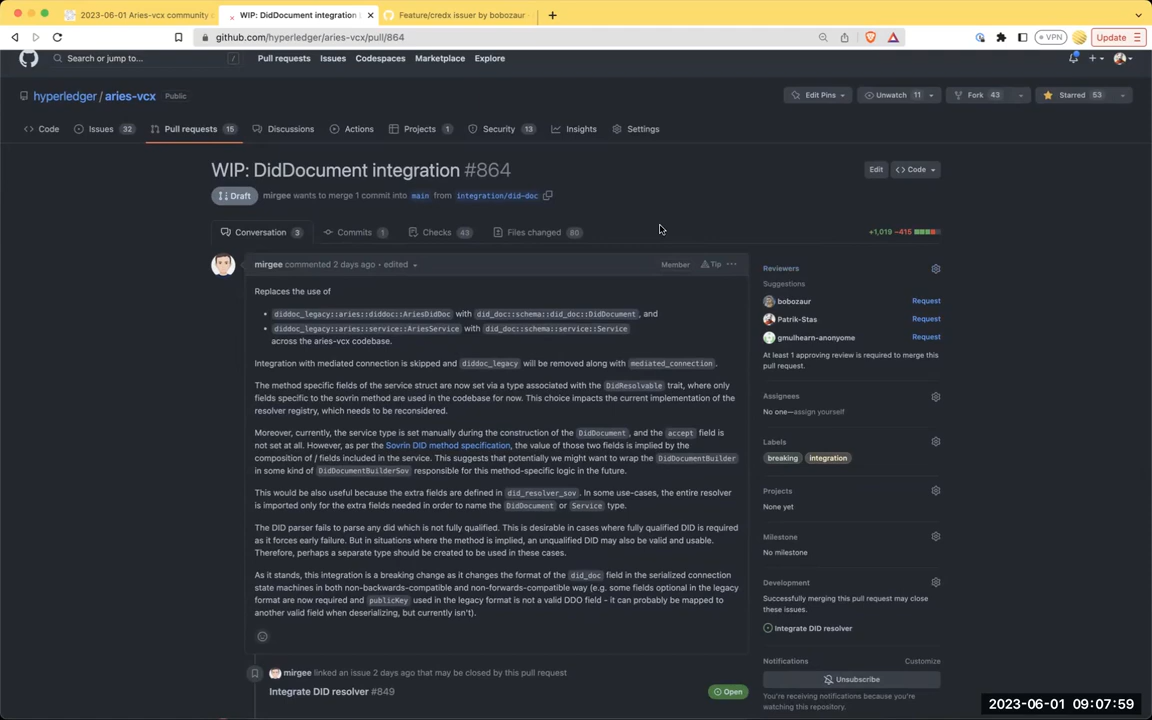 2023-06-01 Aries-vcx community
WIP: DidDocument integration
Feature/credx issuer by bobozaur
github.com/hyperledger/aries-vcx/pull/864
VPN
Update
Search or jump to...
/
Pull requests
Issues
Codespaces
Marketplace
Explore
hyperledger / aries-vcx
Public
Edit Pins
Unwatch 11
Fork 43
Starred 53
Code
Issues 32
Pull requests 15
Discussions
Actions
Projects 1
Security 13
Insights
Settings
WIP: DidDocument integration #864
Edit
<> Code
Draft
mirgee wants to merge 1 commit into main from integration/did-doc
Conversation 3
Commits 1
Checks 43
Files changed 80
+1,019 −415
mirgee commented 2 days ago • edited
Member
Tip
Replaces the use of
diddoc_legacy::aries::diddoc::AriesDidDoc with did_doc::schema::did_doc::DidDocument, and
diddoc_legacy::aries::service::AriesService with did_doc::schema::service::Service
across the aries-vcx codebase.
Integration with mediated connection is skipped and diddoc_legacy will be removed along with mediated_connection.
The method specific fields of the service struct are now set via a type associated with the DidResolvable trait, where only
fields specific to the sovrin method are used in the codebase for now. This choice impacts the current implementation of the
resolver registry, which needs to be reconsidered.
Moreover, currently, the service type is set manually during the construction of the DidDocument, and the accept field is
not set at all. However, as per the Sovrin DID method specification, the value of those two fields is implied by the
composition of / fields included in the service. This suggests that potentially we might want to wrap the DidDocumentBuilder
in some kind of DidDocumentBuilderSov responsible for this method-specific logic in the future.
This would be also useful because the extra fields are defined in did_resolver_sov. In some use-cases, the entire resolver
is imported only for the extra fields needed in order to name the DidDocument or Service type.
The DID parser fails to parse any did which is not fully qualified. This is desirable in cases where fully qualified DID is required
as it forces early failure. But in situations where the method is implied, an unqualified DID may also be valid and usable.
Therefore, perhaps a separate type should be created to be used in these cases.
As it stands, this integration is a breaking change as it changes the format of the did_doc field in the serialized connection
state machines in both non-backwards-compatible and non-forwards-compatible way (e.g. some fields optional in the legacy
format are now required and publicKey used in the legacy format is not a valid DDO field - it can probably be mapped to
another valid field when deserializing, but currently isn't).
mirgee linked an issue 2 days ago that may be closed by this pull request
Integrate DID resolver #849
Open
Reviewers
Suggestions
bobozaur
Request
Patrik-Stas
Request
gmulhearn-anonyome
Request
At least 1 approving review is required to merge this
pull request.
Assignees
No one—assign yourself
Labels
breaking
integration
Projects
None yet
Milestone
No milestone
Development
Successfully merging this pull request may close
these issues.
Integrate DID resolver
Notifications
Customize
Unsubscribe
You're receiving notifications because you're
watching this repository.
2023-06-01 09:07:59